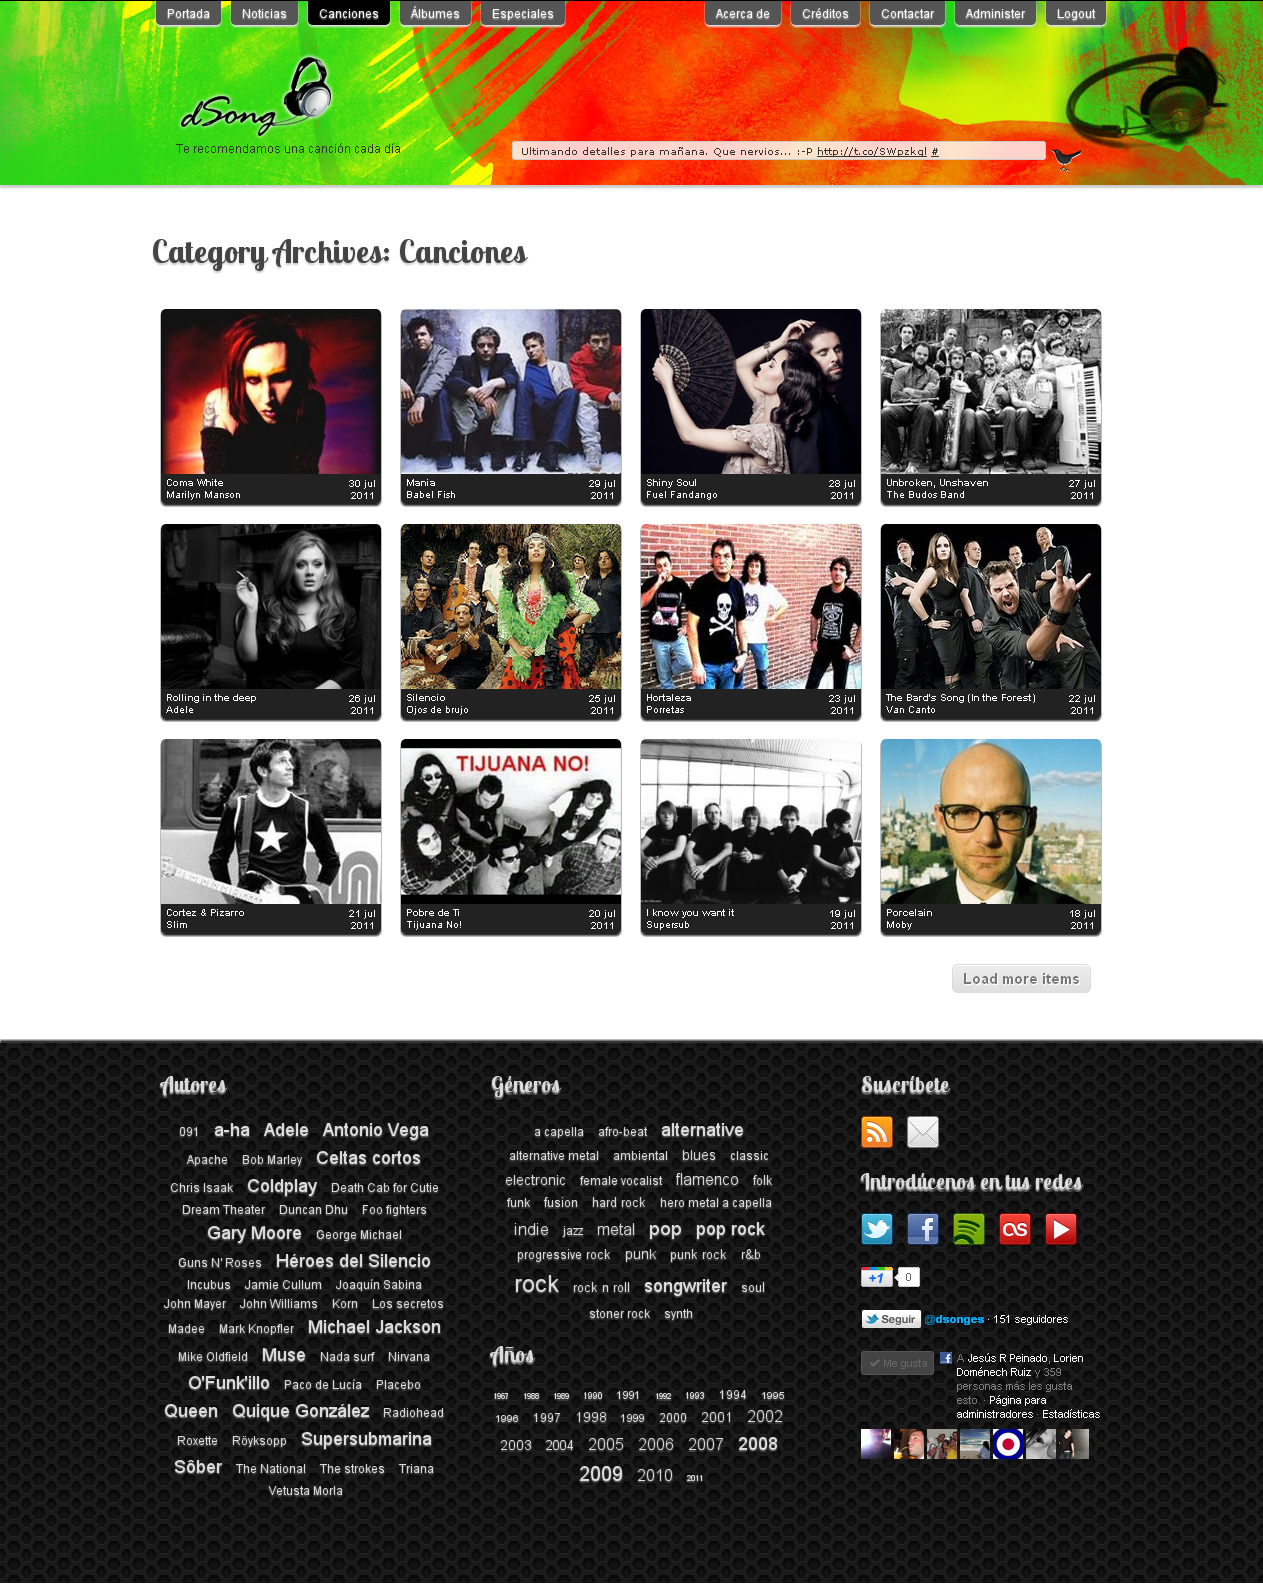 Portada Noticias Canciones Álbumes Especiales Acerca de Créditos Contactar Administer Logout
dSong
Te recomendamos una canción cada día
Ultimando detalles para mañana. Que nervios... :-P http://t.co/SWpzkql #
Category Archives: Canciones
Coma White 30 jul
Marilyn Manson 2011
Mania 29 jul
Babel Fish 2011
Shiny Soul 28 jul
Fuel Fandango 2011
Unbroken, Unshaven 27 jul
The Budos Band 2011
Rolling in the deep 26 jul
Adele 2011
Silencio 25 jul
Ojos de brujo 2011
Hortaleza 23 jul
Porretas 2011
The Bard's Song (In the Forest) 22 jul
Van Canto 2011
TIJUANA NO!
Cortez & Pizarro 21 jul
Slim 2011
Pobre de Ti 20 jul
Tijuana No! 2011
I know you want it 19 jul
Supersub 2011
Porcelain 18 jul
Moby 2011
Load more items
Autores
091 a-ha Adele Antonio Vega
Apache Bob Marley Celtas cortos
Chris Isaak Coldplay Death Cab for Cutie
Dream Theater Duncan Dhu Foo fighters
Gary Moore George Michael
Guns N' Roses Héroes del Silencio
Incubus Jamie Cullum Joaquín Sabina
John Mayer John Williams Korn Los secretos
Madee Mark Knopfler Michael Jackson
Mike Oldfield Muse Nada surf Nirvana
O'Funk'illo Paco de Lucía Placebo
Queen Quique González Radiohead
Roxette Röyksopp Supersubmarina
Sôber The National The strokes Triana
Vetusta Morla
Géneros
a capella afro-beat alternative
alternative metal ambiental blues classic
electronic female vocalist flamenco folk
funk fusion hard rock hero metal a capella
indie jazz metal pop pop rock
progressive rock punk punk rock r&b
rock rock n roll songwriter soul
stoner rock synth
Años
1967 1988 1989 1990 1991 1992 1993 1994 1995
1996 1997 1998 1999 2000 2001 2002
2003 2004 2005 2006 2007 2008
2009 2010 2011
Suscríbete
Introdúcenos en tus redes
+1 0
Seguir @dsonges · 151 seguidores
Me gusta A Jesús R Peinado, Lorien
Doménech Ruiz y 359
personas más les gusta
esto. · Página para
administradores · Estadísticas